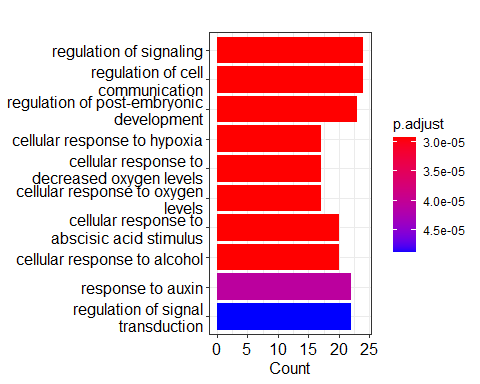 regulation of signaling
regulation of cell
communication
regulation of post-embryonic
development
cellular response to hypoxia
cellular response to
decreased oxygen levels
cellular response to oxygen
levels
cellular response to
abscisic acid stimulus
cellular response to alcohol
response to auxin
regulation of signal
transduction
0 5 10 15 20 25
Count
p.adjust
3.0e-05
3.5e-05
4.0e-05
4.5e-05